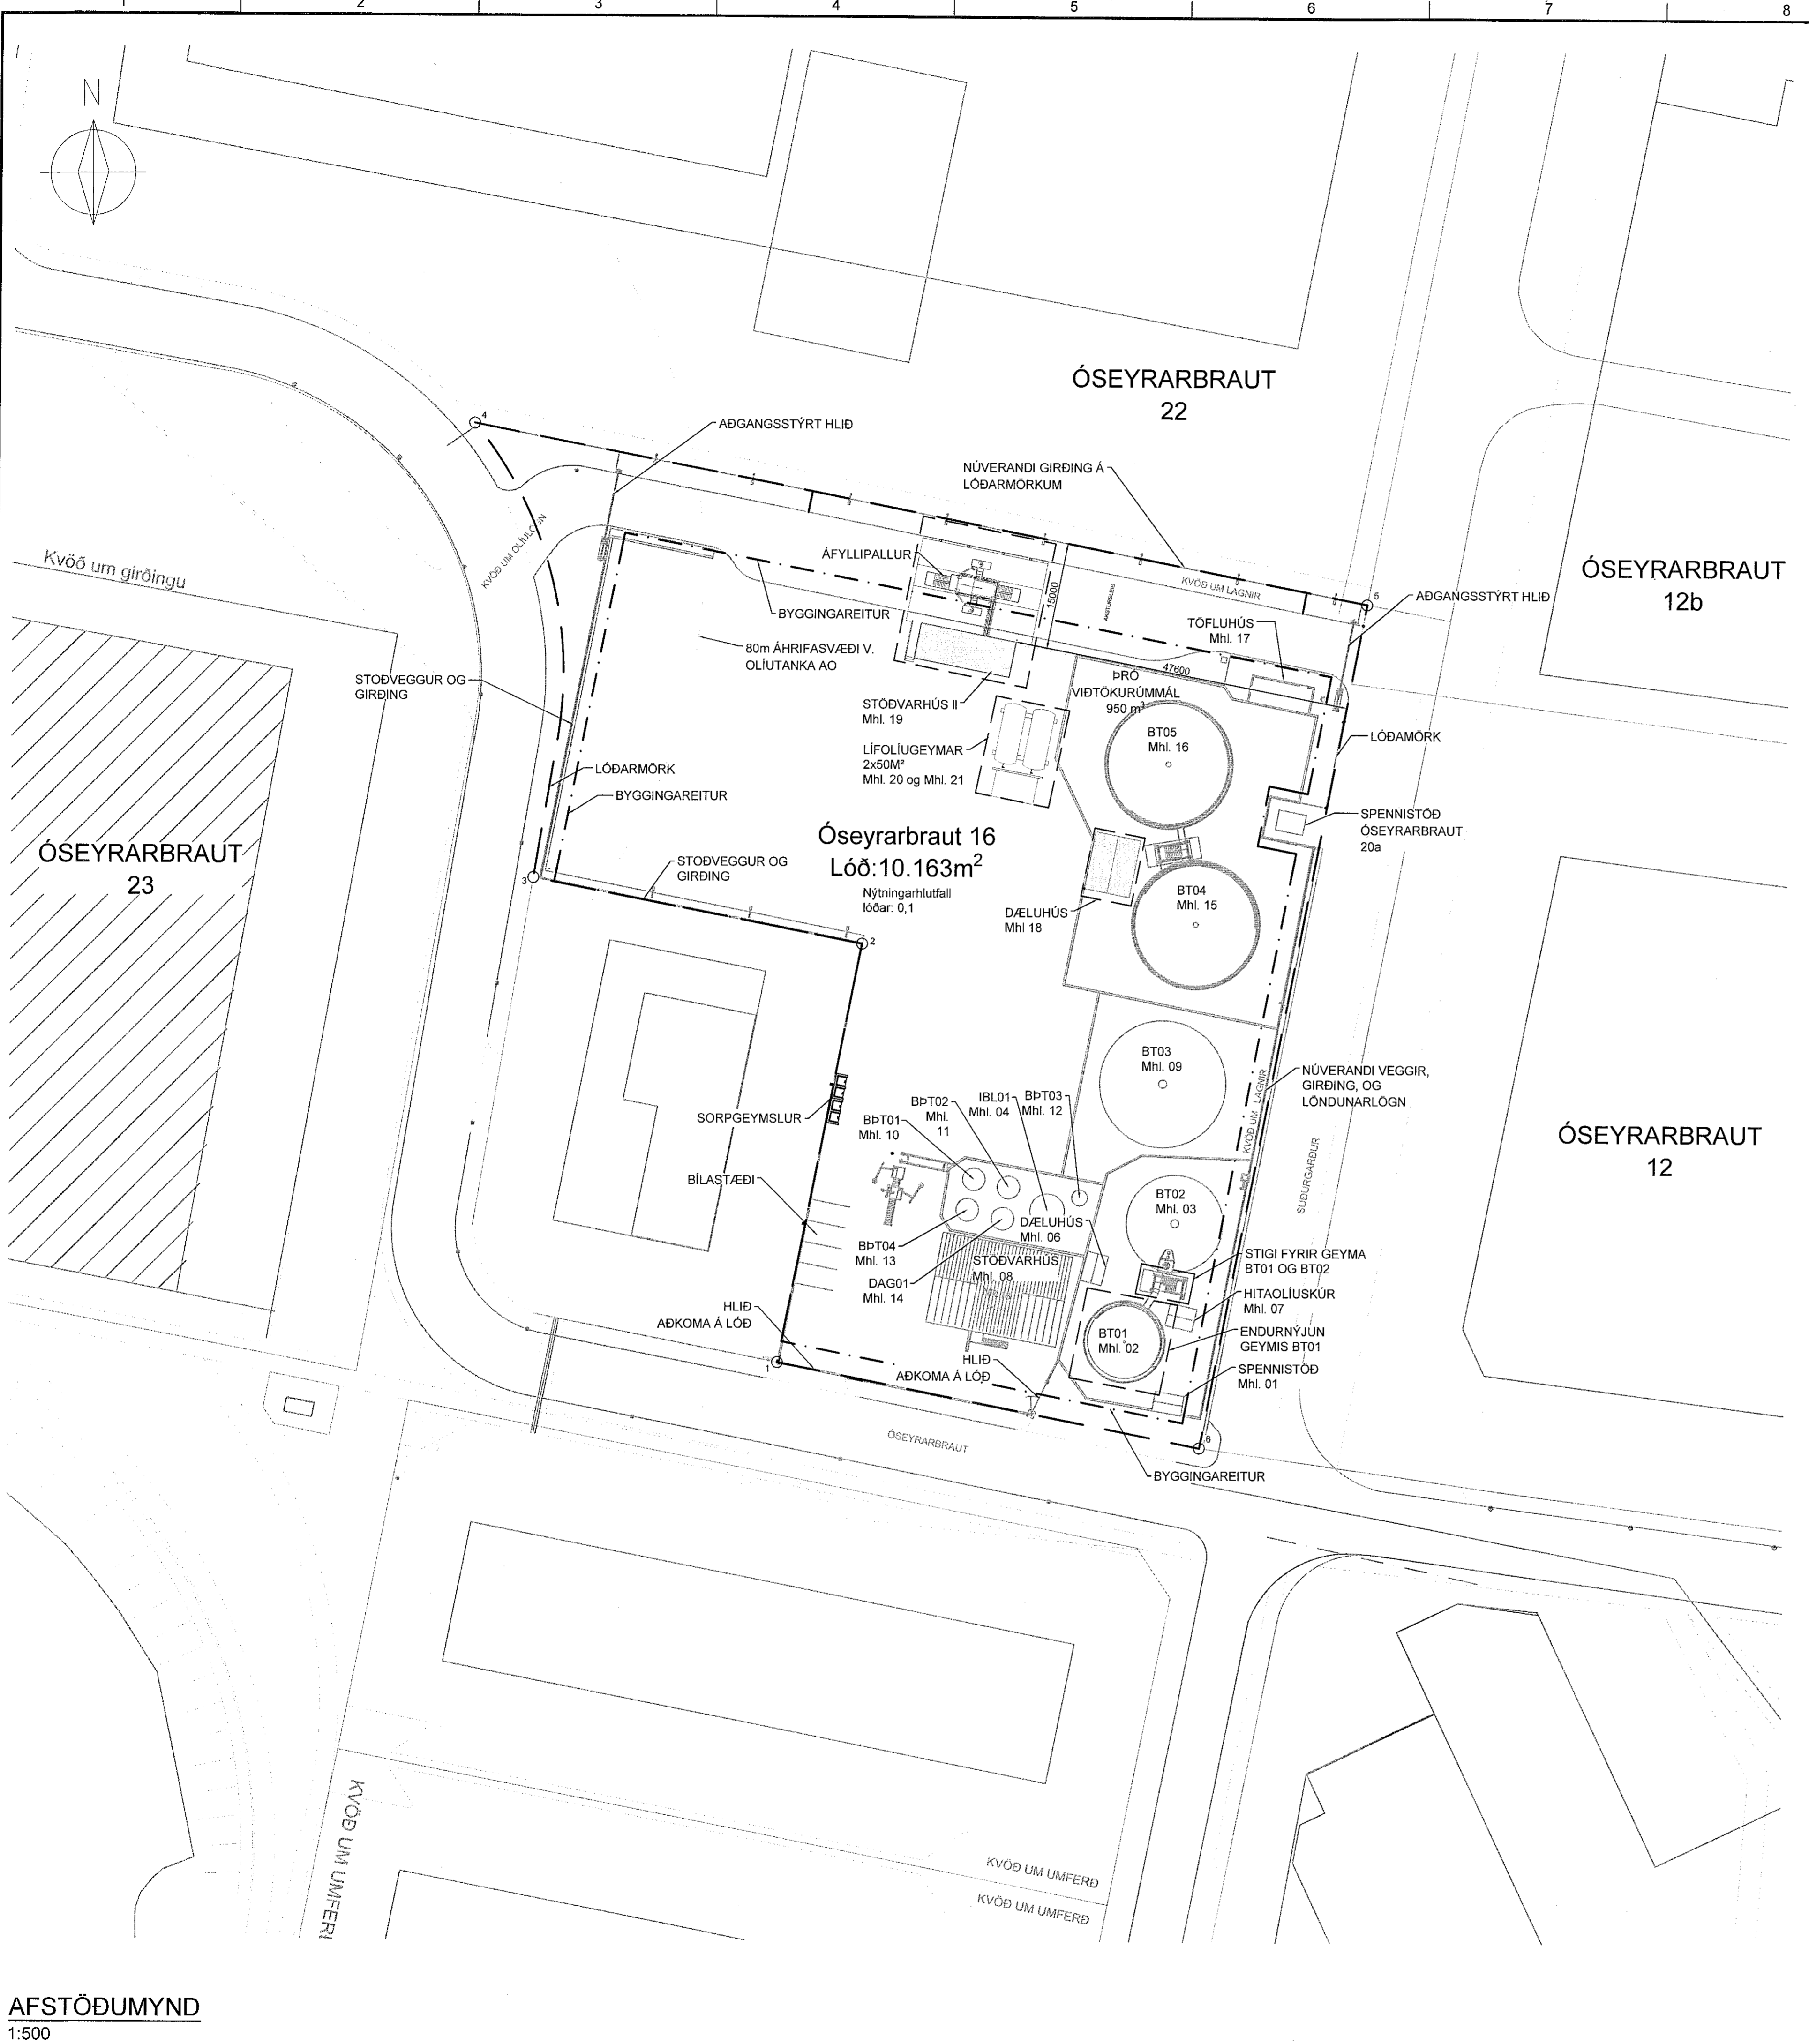 2
3
4
5
6
7
8
N
ÓSEYRARBRAUT
22
4
AÐGANGSSTÝRT HLIÐ
NÚVERANDI GIRÐING Á
LÓÐARMÖRKUM
KVÖÐ UM OLÍULÖGN
Kvöð um girðingu
ÁFYLLIPALLUR
KVÖÐ UM LAGNIR
AKSTURSLEIÐ
15000
5
AÐGANGSSTÝRT HLIÐ
ÓSEYRARBRAUT
12b
BYGGINGAREITUR
TÖFLUHÚS
Mhl. 17
80m ÁHRIFASVÆÐI V.
OLÍUTANKA AO
47600
ÞRÓ
VIÐTÖKURÚMMÁL
950 m³
STOÐVEGGUR OG
GIRÐING
STÖÐVARHÚS II
Mhl. 19
BT05
Mhl. 16
LÓÐAMÖRK
LÍFOLÍUGEYMAR
2x50M²
Mhl. 20 og Mhl. 21
LÓÐARMÖRK
BYGGINGAREITUR
SPENNISTÖÐ
ÓSEYRARBRAUT
20a
Óseyrarbraut 16
Lóð:10.163m²
Nýtningarhlutfall
lóðar: 0,1
ÓSEYRARBRAUT
23
STOÐVEGGUR OG
GIRÐING
3
BT04
Mhl. 15
DÆLUHÚS
Mhl 18
2
BT03
Mhl. 09
NÚVERANDI VEGGIR,
GIRÐING, OG
LÖNDUNARLÖGN
KVÖÐ UM LAGNIR
SUÐURGARÐUR
SORPGEYMSLUR
BÞT01
Mhl. 10
BÞT02
Mhl.
11
IBL01
Mhl. 04
BÞT03
Mhl. 12
ÓSEYRARBRAUT
12
BÍLASTÆÐI
BT02
Mhl. 03
DÆLUHÚS
Mhl. 06
BÞT04
Mhl. 13
STÖÐVARHÚS
Mhl. 08
DAG01
Mhl. 14
STIGI FYRIR GEYMA
BT01 OG BT02
HITAOLÍUSKÚR
Mhl. 07
HLIÐ
AÐKOMA Á LÓÐ
BT01
Mhl. 02
ENDURNÝJUN
GEYMIS BT01
1
HLIÐ
AÐKOMA Á LÓÐ
SPENNISTÖÐ
Mhl. 01
ÓSEYRARBRAUT
6
BYGGINGAREITUR
KVÖÐ UM UMFERÐ
KVÖÐ UM UMFERÐ
AFSTÖÐUMYND
1:500